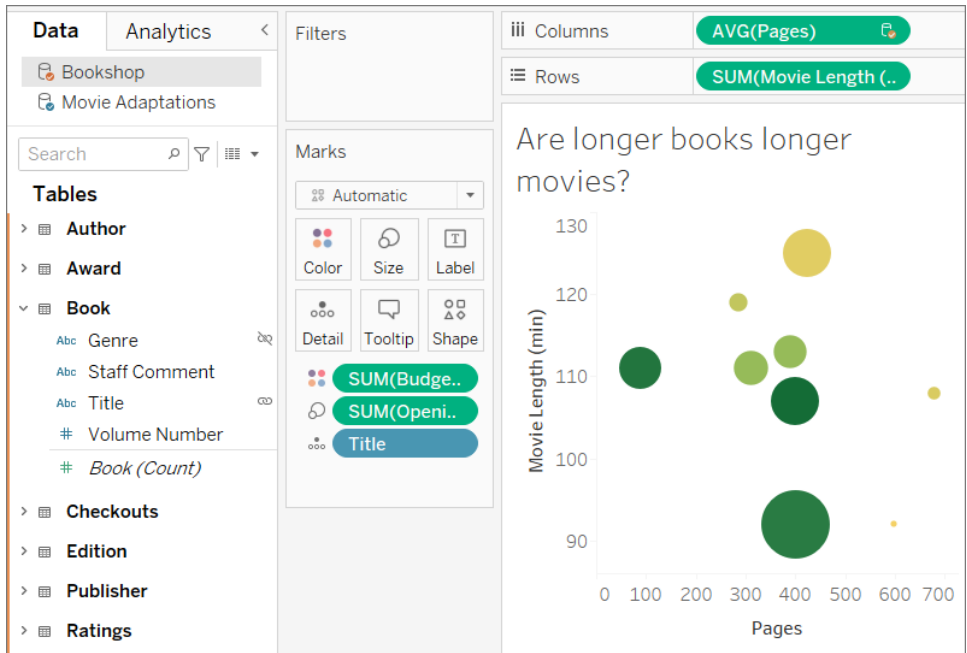 Data
Analytics
Bookshop
Movie Adaptations
Search
Tables
Author
Award
Book
Abc Genre
Abc Staff Comment
Abc Title
# Volume Number
# Book (Count)
Checkouts
Edition
Publisher
Ratings
Filters
Marks
Automatic
Color Size Label
Detail Tooltip Shape
SUM(Budge..
SUM(Openi..
Title
Columns AVG(Pages)
Rows SUM(Movie Length (..
Are longer books longer
movies?
Movie Length (min)
130
120
110
100
90
0 100 200 300 400 500 600 700
Pages